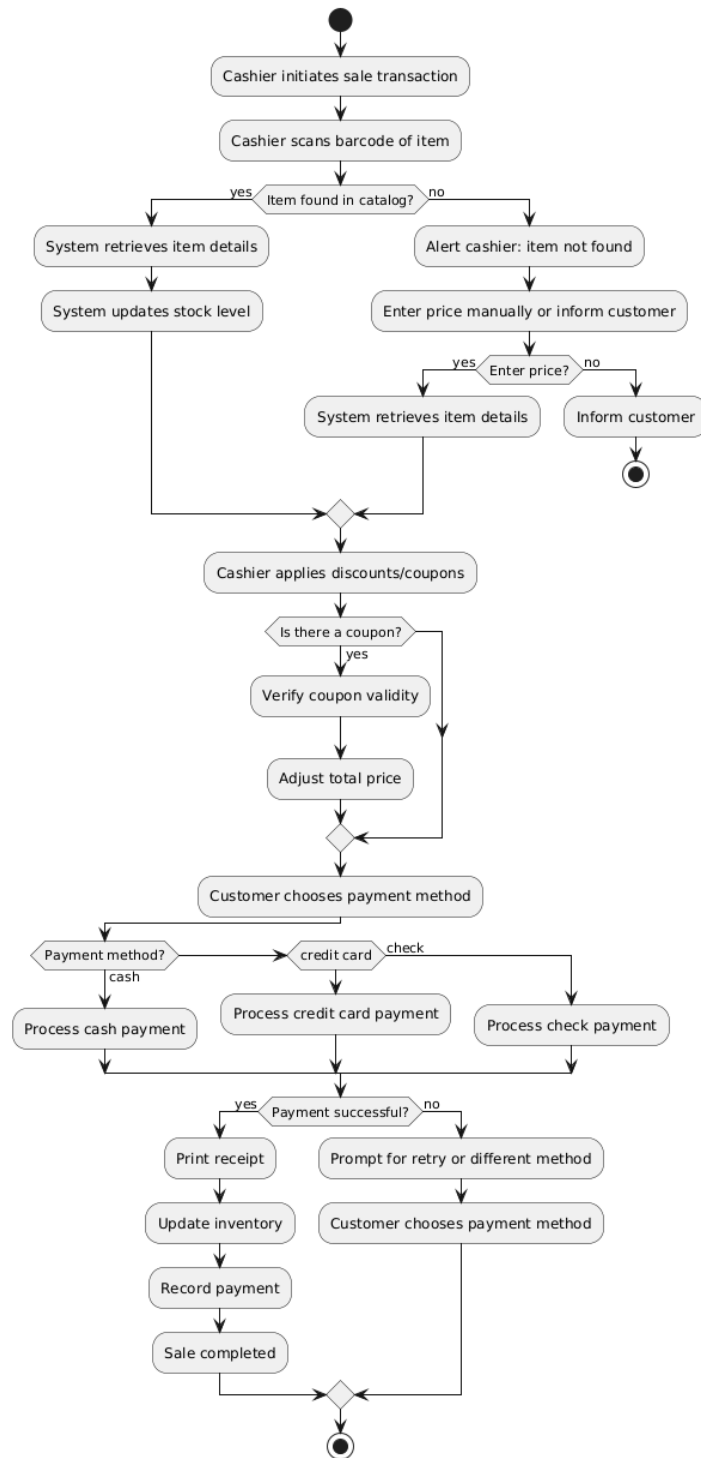 Cashier initiates sale transaction
Cashier scans barcode of item
yes
Item found in catalog?
no
System retrieves item details
Alert cashier: item not found
System updates stock level
Enter price manually or inform customer
yes
Enter price?
no
System retrieves item details
Inform customer
Cashier applies discounts/coupons
Is there a coupon?
yes
Verify coupon validity
Adjust total price
Customer chooses payment method
Payment method?
credit card
check
cash
Process cash payment
Process credit card payment
Process check payment
yes
Payment successful?
no
Print receipt
Prompt for retry or different method
Update inventory
Customer chooses payment method
Record payment
Sale completed